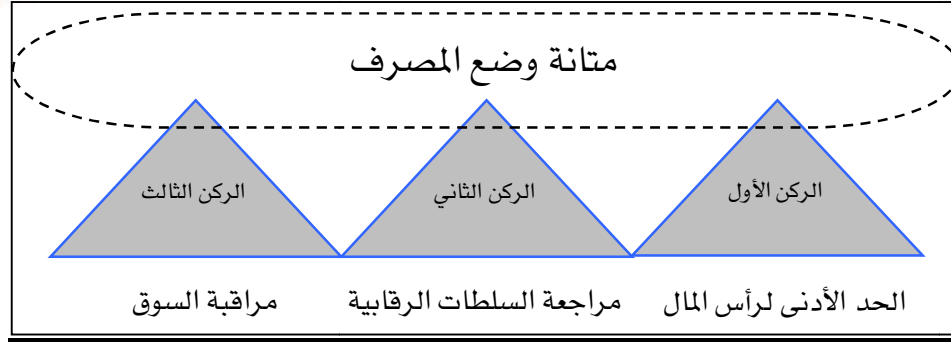 متانة وضع المصرف
الركن الأول
الركن الثاني
الركن الثالث
الحد الأدنى لرأس المال
مراجعة السلطات الرقابية
مراقبة السوق